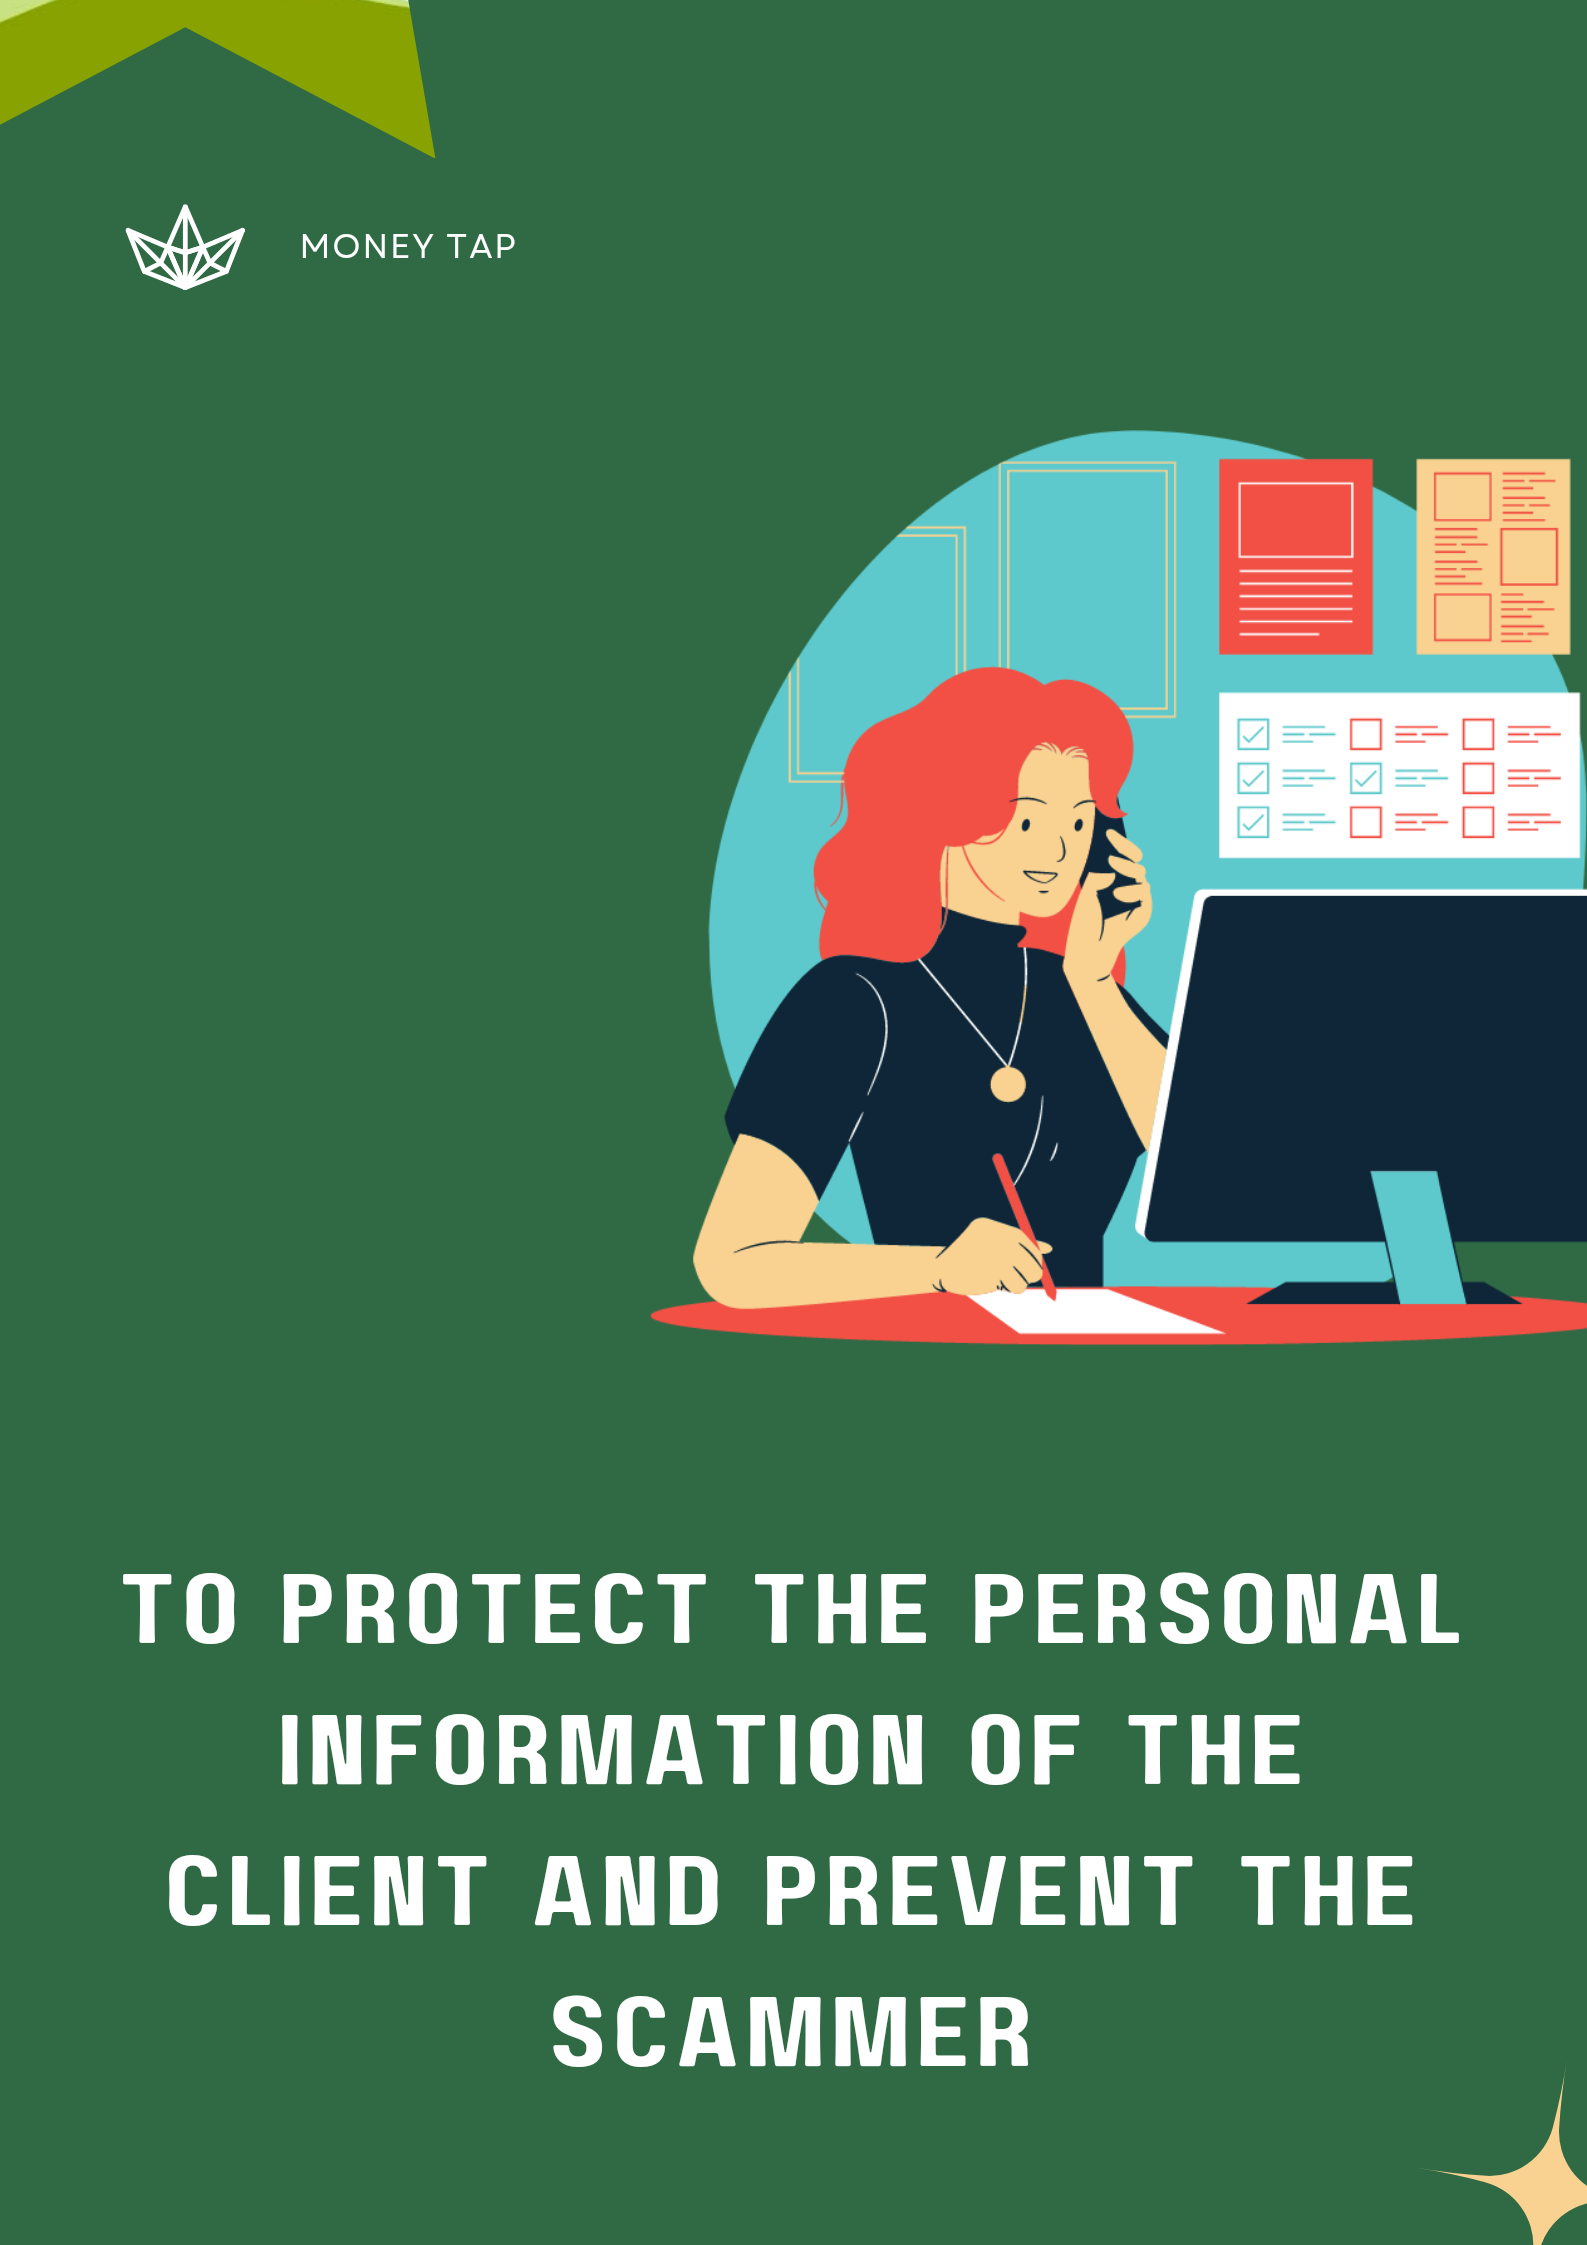 MONEY TAP
TO PROTECT THE PERSONAL
INFORMATION OF THE
CLIENT AND PREVENT THE
SCAMMER